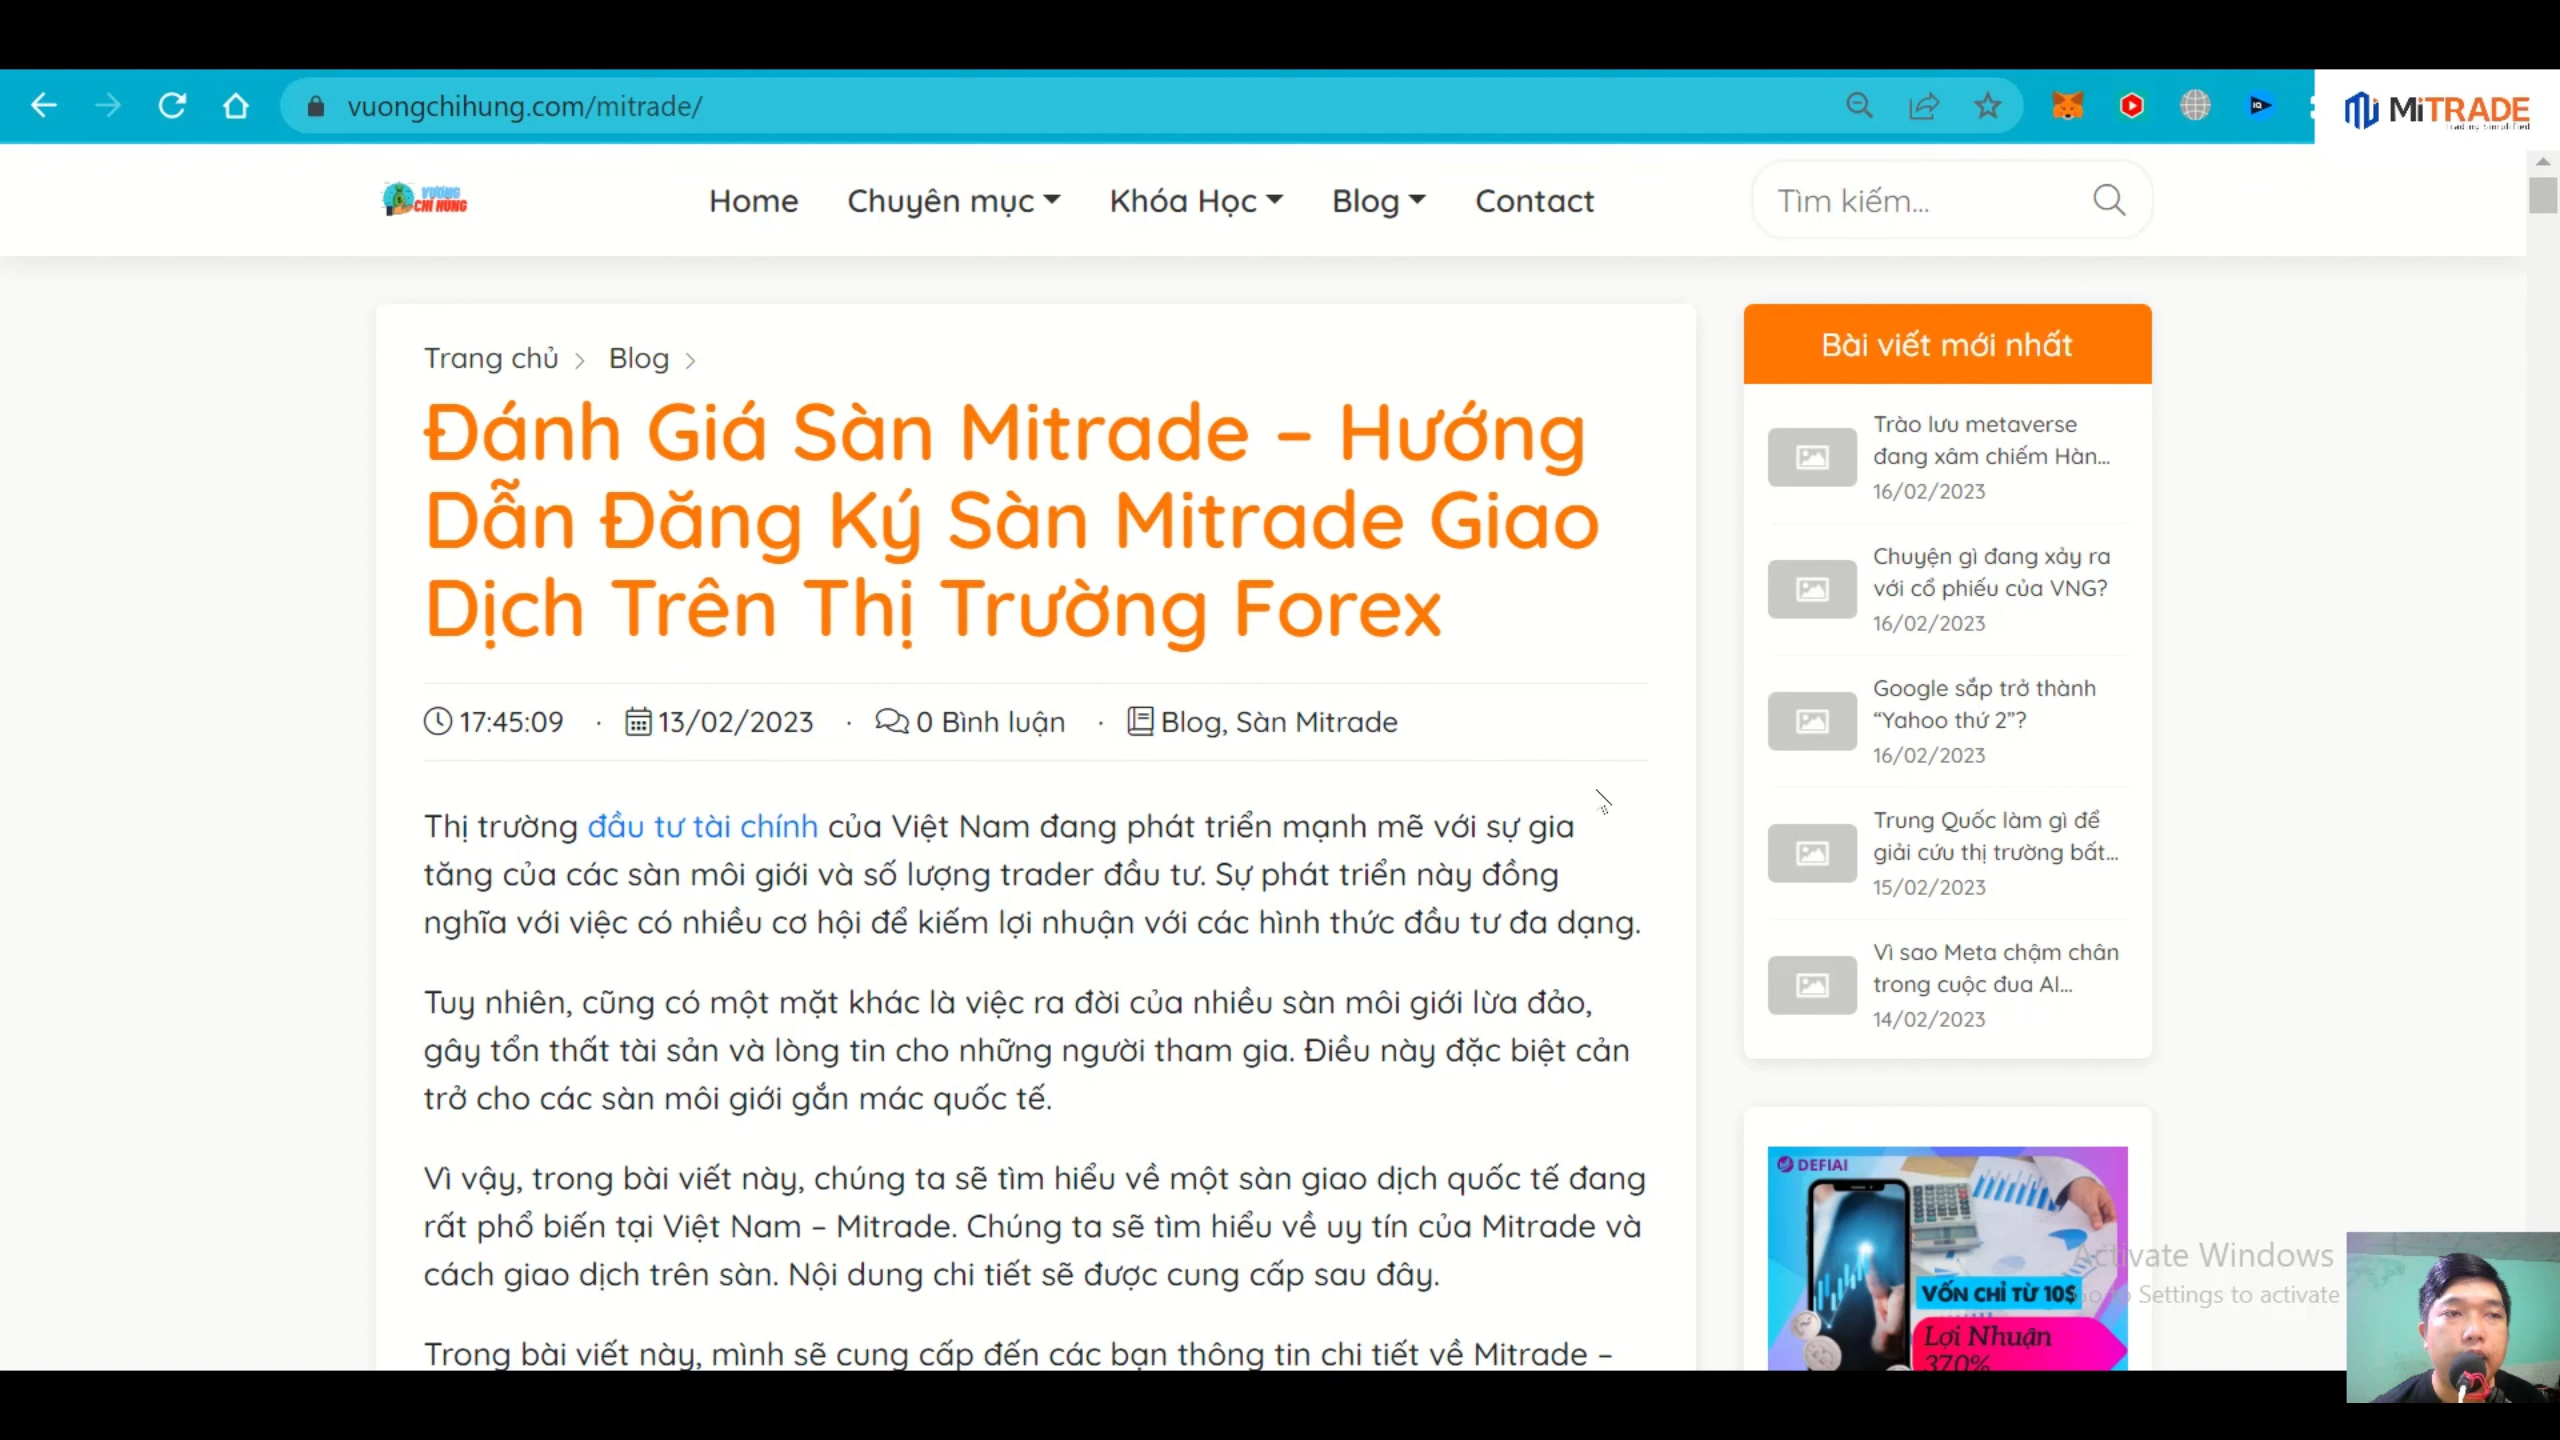 vuongchihung.com/mitrade/
MiTRADE
VƯƠNG
CHÍ HÙNG
Home
Chuyên mục
Khóa Học
Blog
Contact
Tìm kiếm...
Trang chủ
Blog
Đánh Giá Sàn Mitrade – Hướng
Dẫn Đăng Ký Sàn Mitrade Giao
Dịch Trên Thị Trường Forex
17:45:09 · 13/02/2023 · 0 Bình luận · Blog, Sàn Mitrade
Thị trường đầu tư tài chính của Việt Nam đang phát triển mạnh mẽ với sự gia
tăng của các sàn môi giới và số lượng trader đầu tư. Sự phát triển này đồng
nghĩa với việc có nhiều cơ hội để kiếm lợi nhuận với các hình thức đầu tư đa dạng.
Tuy nhiên, cũng có một mặt khác là việc ra đời của nhiều sàn môi giới lừa đảo,
gây tổn thất tài sản và lòng tin cho những người tham gia. Điều này đặc biệt cản
trở cho các sàn môi giới gắn mác quốc tế.
Vì vậy, trong bài viết này, chúng ta sẽ tìm hiểu về một sàn giao dịch quốc tế đang
rất phổ biến tại Việt Nam – Mitrade. Chúng ta sẽ tìm hiểu về uy tín của Mitrade và
cách giao dịch trên sàn. Nội dung chi tiết sẽ được cung cấp sau đây.
Trong bài viết này, mình sẽ cung cấp đến các bạn thông tin chi tiết về Mitrade –
Bài viết mới nhất
Trào lưu metaverse
đang xâm chiếm Hàn...
16/02/2023
Chuyện gì đang xảy ra
với cổ phiếu của VNG?
16/02/2023
Google sắp trở thành
“Yahoo thứ 2”?
16/02/2023
Trung Quốc làm gì để
giải cứu thị trường bất...
15/02/2023
Vì sao Meta chậm chân
trong cuộc đua AI...
14/02/2023
DEFIAI
VỐN CHỈ TỪ 10$
Lợi Nhuận
370%
Activate Windows
Go to Settings to activate